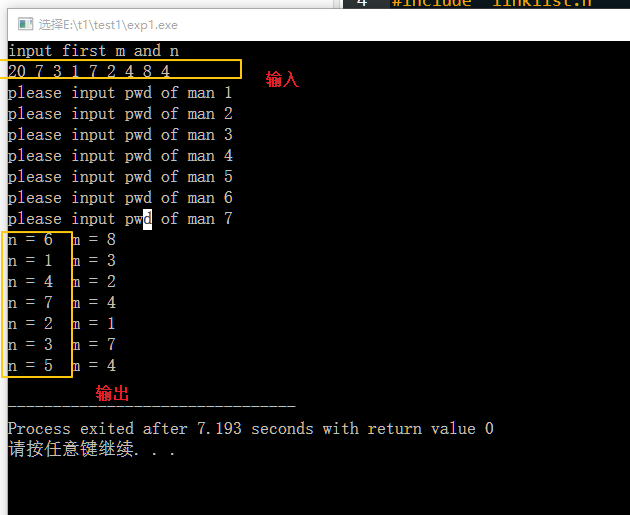 4 #include "linklist.h"
选择E:\t1\test1\exp1.exe
input first m and n
20 7 3 1 7 2 4 8 4
输入
please input pwd of man 1
please input pwd of man 2
please input pwd of man 3
please input pwd of man 4
please input pwd of man 5
please input pwd of man 6
please input pwd of man 7
n = 6 m = 8
n = 1 m = 3
n = 4 m = 2
n = 7 m = 4
n = 2 m = 1
n = 3 m = 7
n = 5 m = 4
输出
--------------------------------
Process exited after 7.193 seconds with return value 0
请按任意键继续. . .